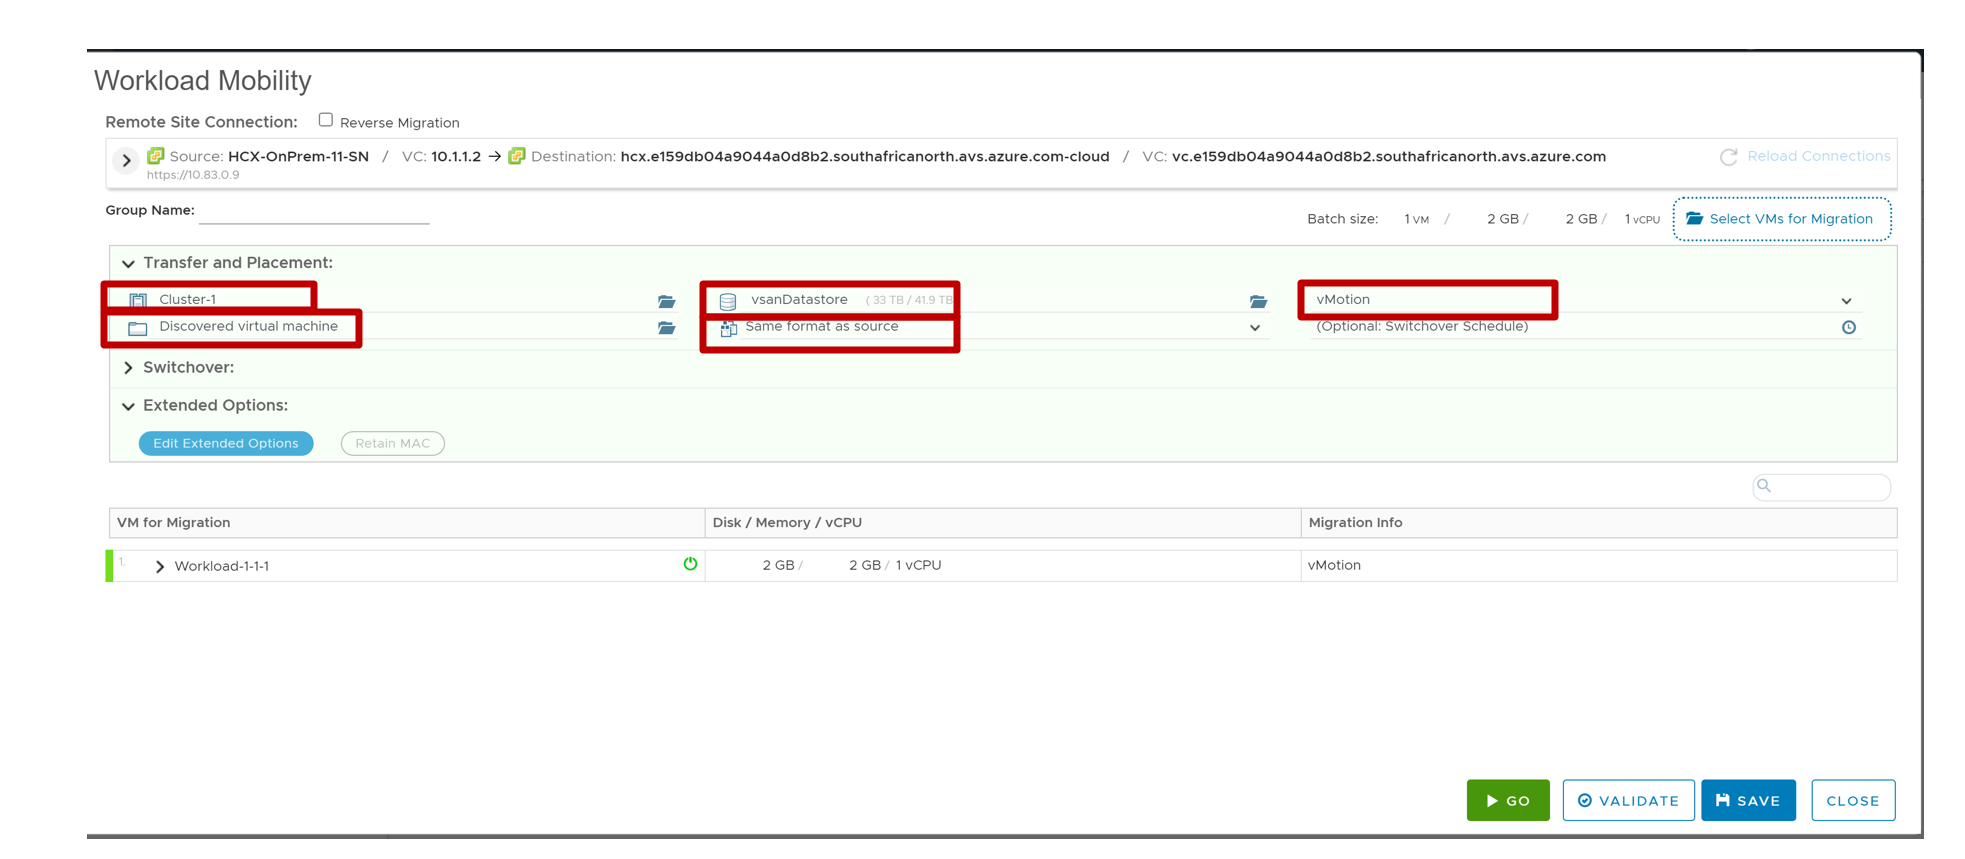 Workload Mobility
Remote Site Connection: Reverse Migration
Source: HCX-OnPrem-11-SN / VC: 10.1.1.2 → Destination: hcx.e159db04a9044a0d8b2.southafricanorth.avs.azure.com-cloud / VC: vc.e159db04a9044a0d8b2.southafricanorth.avs.azure.com Reload Connections
https://10.83.0.9
Group Name: Batch size: 1 VM / 2 GB / 2 GB / 1 vCPU Select VMs for Migration
Transfer and Placement:
Cluster-1 vsanDatastore ( 33 TB / 41.9 TB vMotion
Discovered virtual machine Same format as source (Optional: Switchover Schedule)
Switchover:
Extended Options:
Edit Extended Options Retain MAC
VM for Migration Disk / Memory / vCPU Migration Info
1. Workload-1-1-1 2 GB / 2 GB / 1 vCPU vMotion
GO VALIDATE SAVE CLOSE